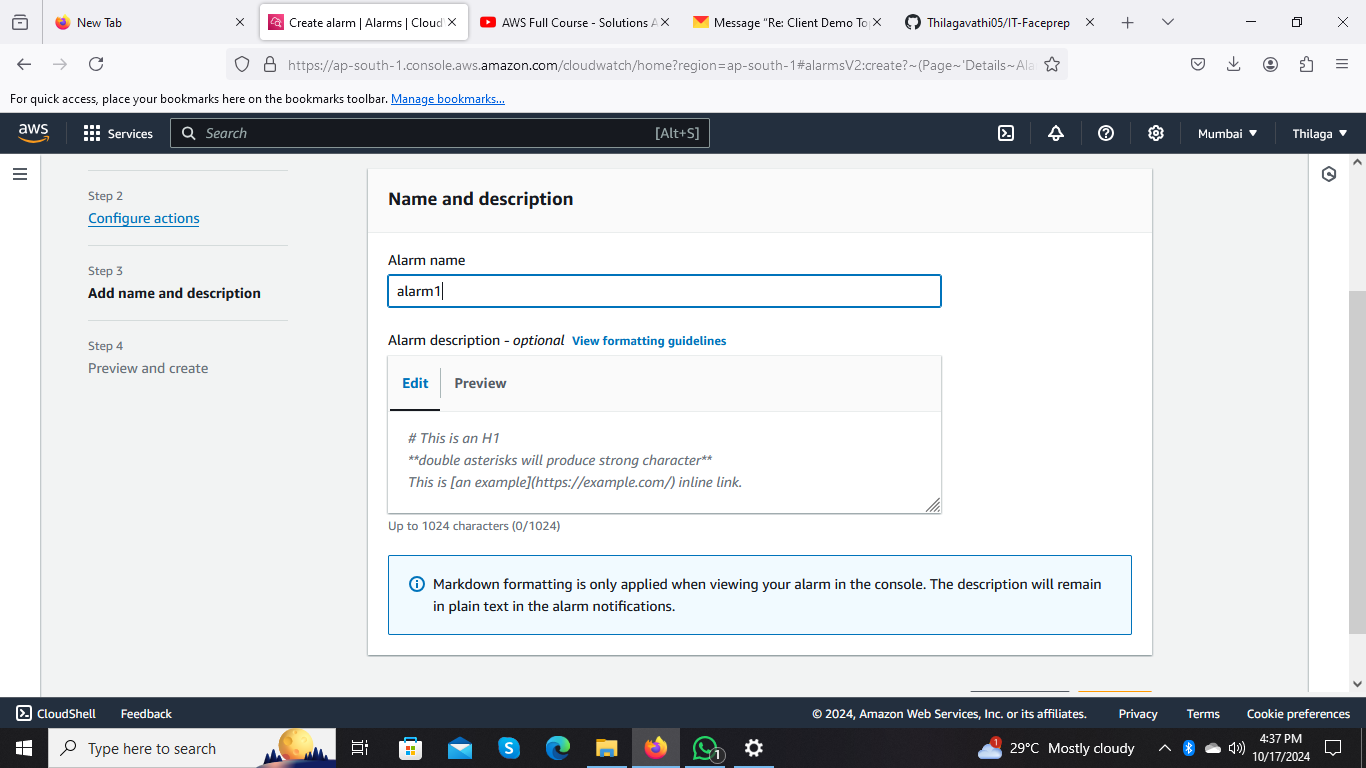 New Tab
Create alarm | Alarms | Cloud
AWS Full Course - Solutions A
Message "Re: Client Demo To
Thilagavathi05/IT-Faceprep
https://ap-south-1.console.aws.amazon.com/cloudwatch/home?region=ap-south-1#alarmsV2:create?~(Page~'Details~Ala
For quick access, place your bookmarks here on the bookmarks toolbar. Manage bookmarks...
aws
Services
Search
[Alt+S]
Mumbai
Thilaga
Step 2
Configure actions
Step 3
Add name and description
Step 4
Preview and create
Name and description
Alarm name
alarm1
Alarm description - optional View formatting guidelines
Edit
Preview
# This is an H1
**double asterisks will produce strong character**
This is [an example](https://example.com/) inline link.
Up to 1024 characters (0/1024)
Markdown formatting is only applied when viewing your alarm in the console. The description will remain
in plain text in the alarm notifications.
CloudShell
Feedback
© 2024, Amazon Web Services, Inc. or its affiliates.
Privacy
Terms
Cookie preferences
Type here to search
1
1
29°C Mostly cloudy
4:37 PM
10/17/2024